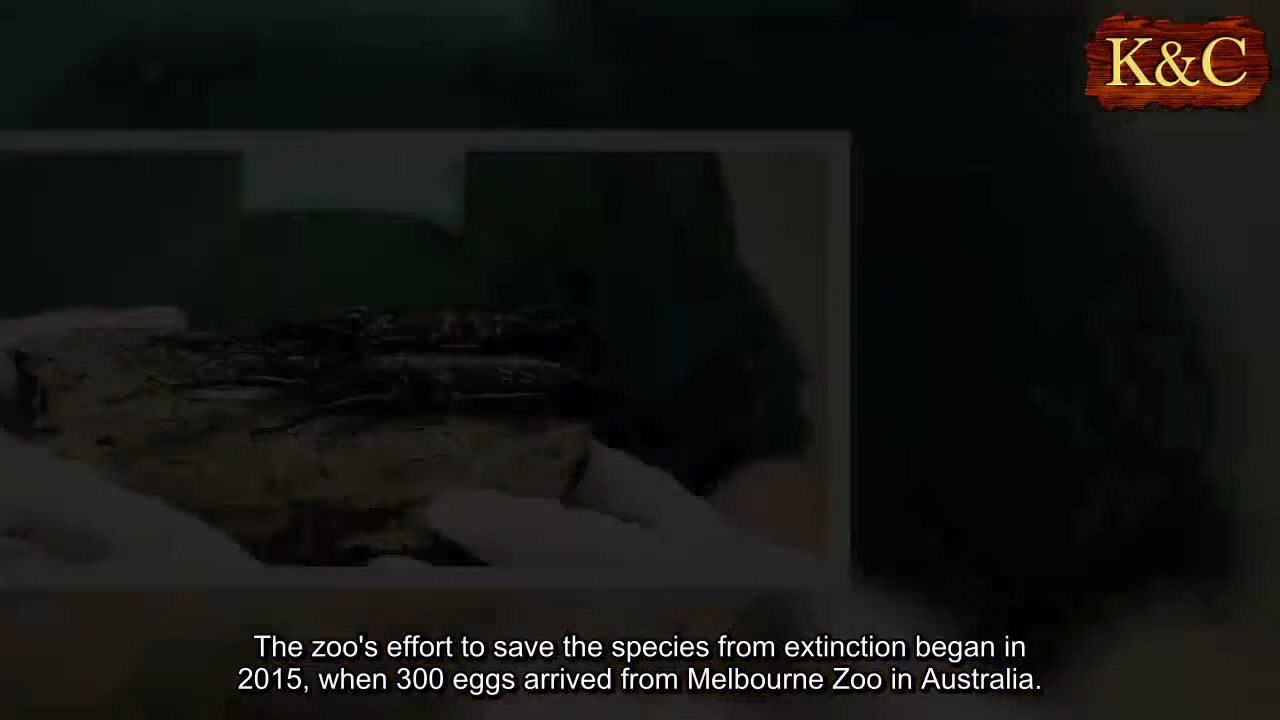 K&C
The zoo's effort to save the species from extinction began in
2015, when 300 eggs arrived from Melbourne Zoo in Australia.